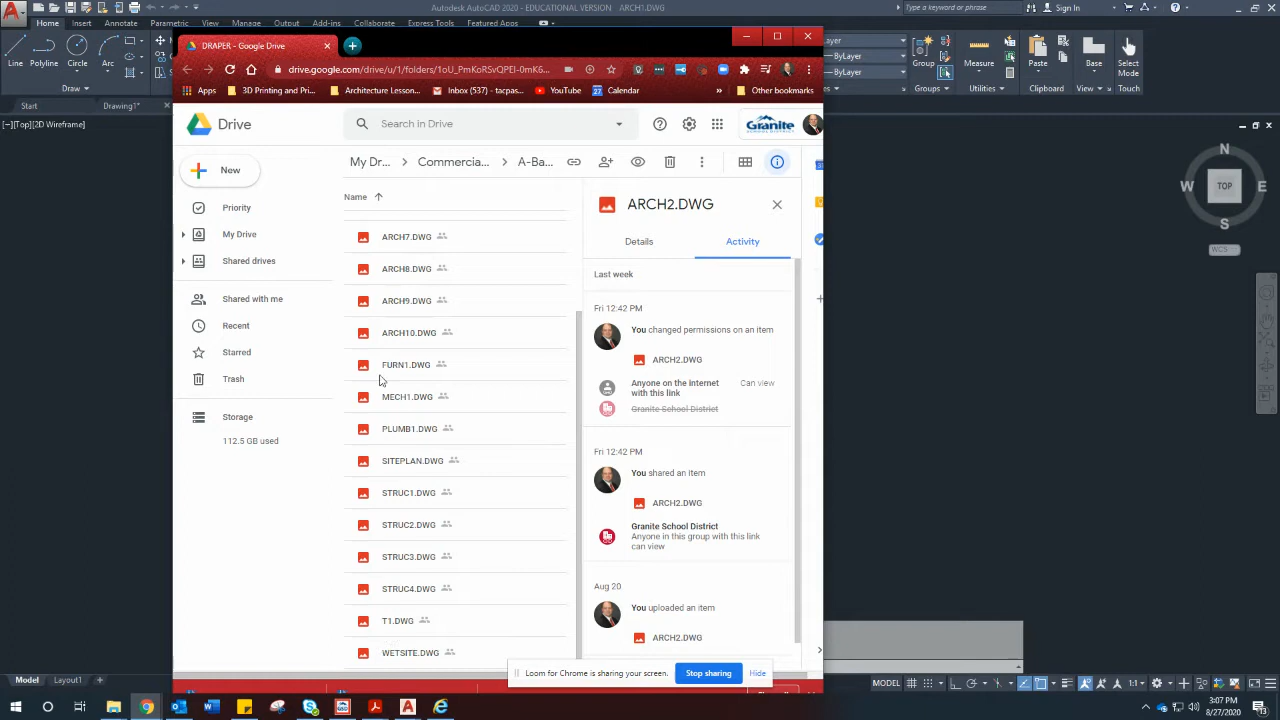 Autodesk AutoCAD 2020 - EDUCATIONAL VERSION ARCH1.DWG
Type a keyword or phrase
Home Insert Annotate Parametric View Manage Output Collaborate Express Tools Featured Apps
Line Polyline Circle Arc
Draw
Group
Groups
Measure
Utilities
Paste
Clipboard
Select Mode
View
Touch
ByLayer
ByLayer
Start Drawing1*
[−][Top][2D Wireframe]
DRAPER - Google Drive
drive.google.com/drive/u/1/folders/1oU_PmKoRSvQPEI-0mK6...
Apps 3D Printing and Pri... Architecture Lesson... Inbox (537) - tacpas... YouTube Calendar » Other bookmarks
Drive
Search in Drive
Granite
SCHOOL DISTRICT
New
My Dr... > Commercia... > A-Ba...
Priority
My Drive
Shared drives
Shared with me
Recent
Starred
Trash
Storage
112.5 GB used
Name
ARCH7.DWG
ARCH8.DWG
ARCH9.DWG
ARCH10.DWG
FURN1.DWG
MECH1.DWG
PLUMB1.DWG
SITEPLAN.DWG
STRUC1.DWG
STRUC2.DWG
STRUC3.DWG
STRUC4.DWG
T1.DWG
WETSITE.DWG
ARCH2.DWG
Details Activity
Last week
Fri 12:42 PM
You changed permissions on an item
ARCH2.DWG
Anyone on the internet with this link
Can view
Granite School District
Fri 12:42 PM
You shared an item
ARCH2.DWG
Granite School District
Anyone in this group with this link
can view
Aug 20
You uploaded an item
ARCH2.DWG
Loom for Chrome is sharing your screen. Stop sharing Hide
N
W TOP E
S
WCS
Model Layout1 +
MODEL
1:1
3:07 PM
8/27/2020